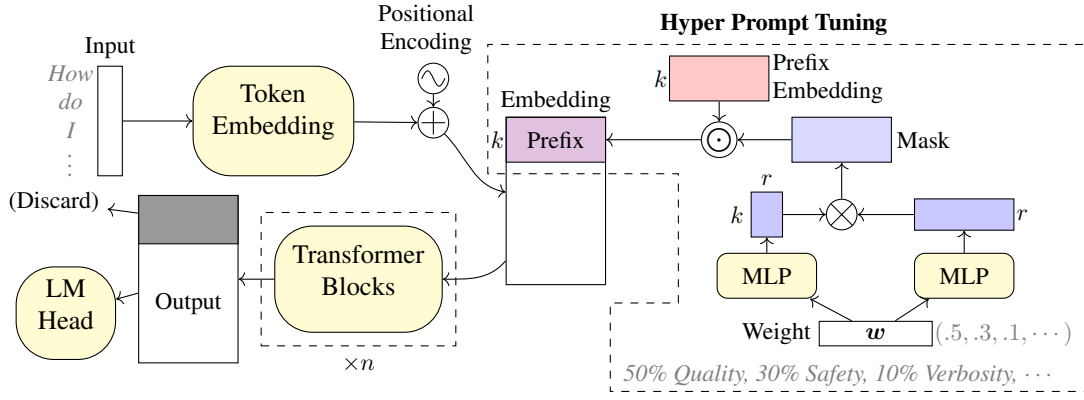 Hyper Prompt Tuning
Positional
Encoding
Input
How
do
I
⋮
Token
Embedding
Embedding
k
Prefix
k
Prefix
Embedding
Mask
(Discard)
r
k
r
Transformer
Blocks
×n
Output
LM
Head
MLP
MLP
Weight
w
(.5, .3, .1, ⋯)
50% Quality, 30% Safety, 10% Verbosity, ⋯